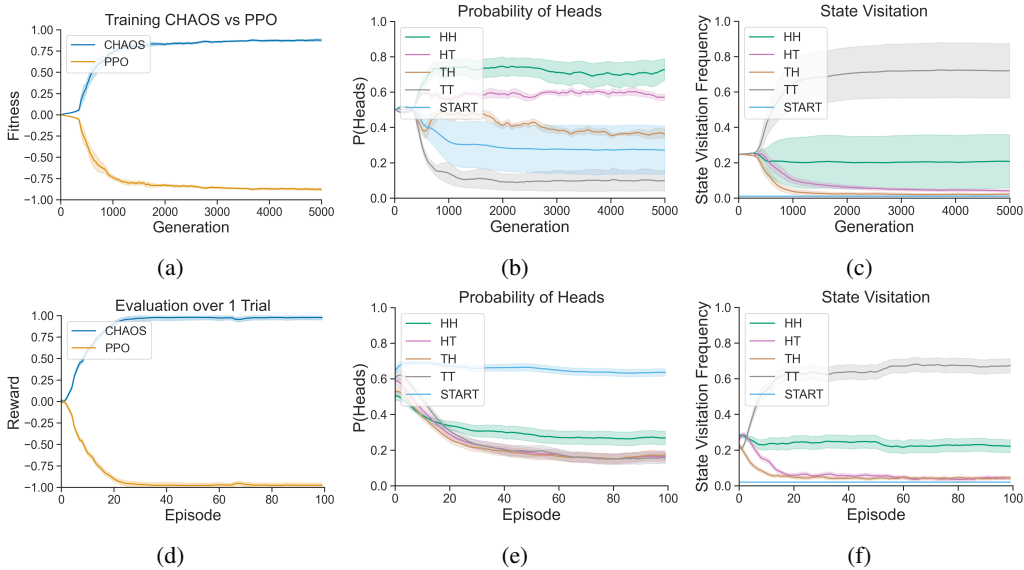 Training CHAOS vs PPO
1.00
0.75
0.50
0.25
0.00
−0.25
−0.50
−0.75
−1.00
Fitness
CHAOS
PPO
0 1000 2000 3000 4000 5000
Generation
(a)
Probability of Heads
1.0
0.8
0.6
0.4
0.2
0.0
P(Heads)
HH
HT
TH
TT
START
0 1000 2000 3000 4000 5000
Generation
(b)
State Visitation
1.0
0.8
0.6
0.4
0.2
0.0
State Visitation Frequency
HH
HT
TH
TT
START
0 1000 2000 3000 4000 5000
Generation
(c)
Evaluation over 1 Trial
1.00
0.75
0.50
0.25
0.00
−0.25
−0.50
−0.75
−1.00
Reward
CHAOS
PPO
0 20 40 60 80 100
Episode
(d)
Probability of Heads
1.0
0.8
0.6
0.4
0.2
0.0
P(Heads)
HH
HT
TH
TT
START
0 20 40 60 80 100
Episode
(e)
State Visitation
1.0
0.8
0.6
0.4
0.2
0.0
State Visitation Frequency
HH
HT
TH
TT
START
0 20 40 60 80 100
Episode
(f)